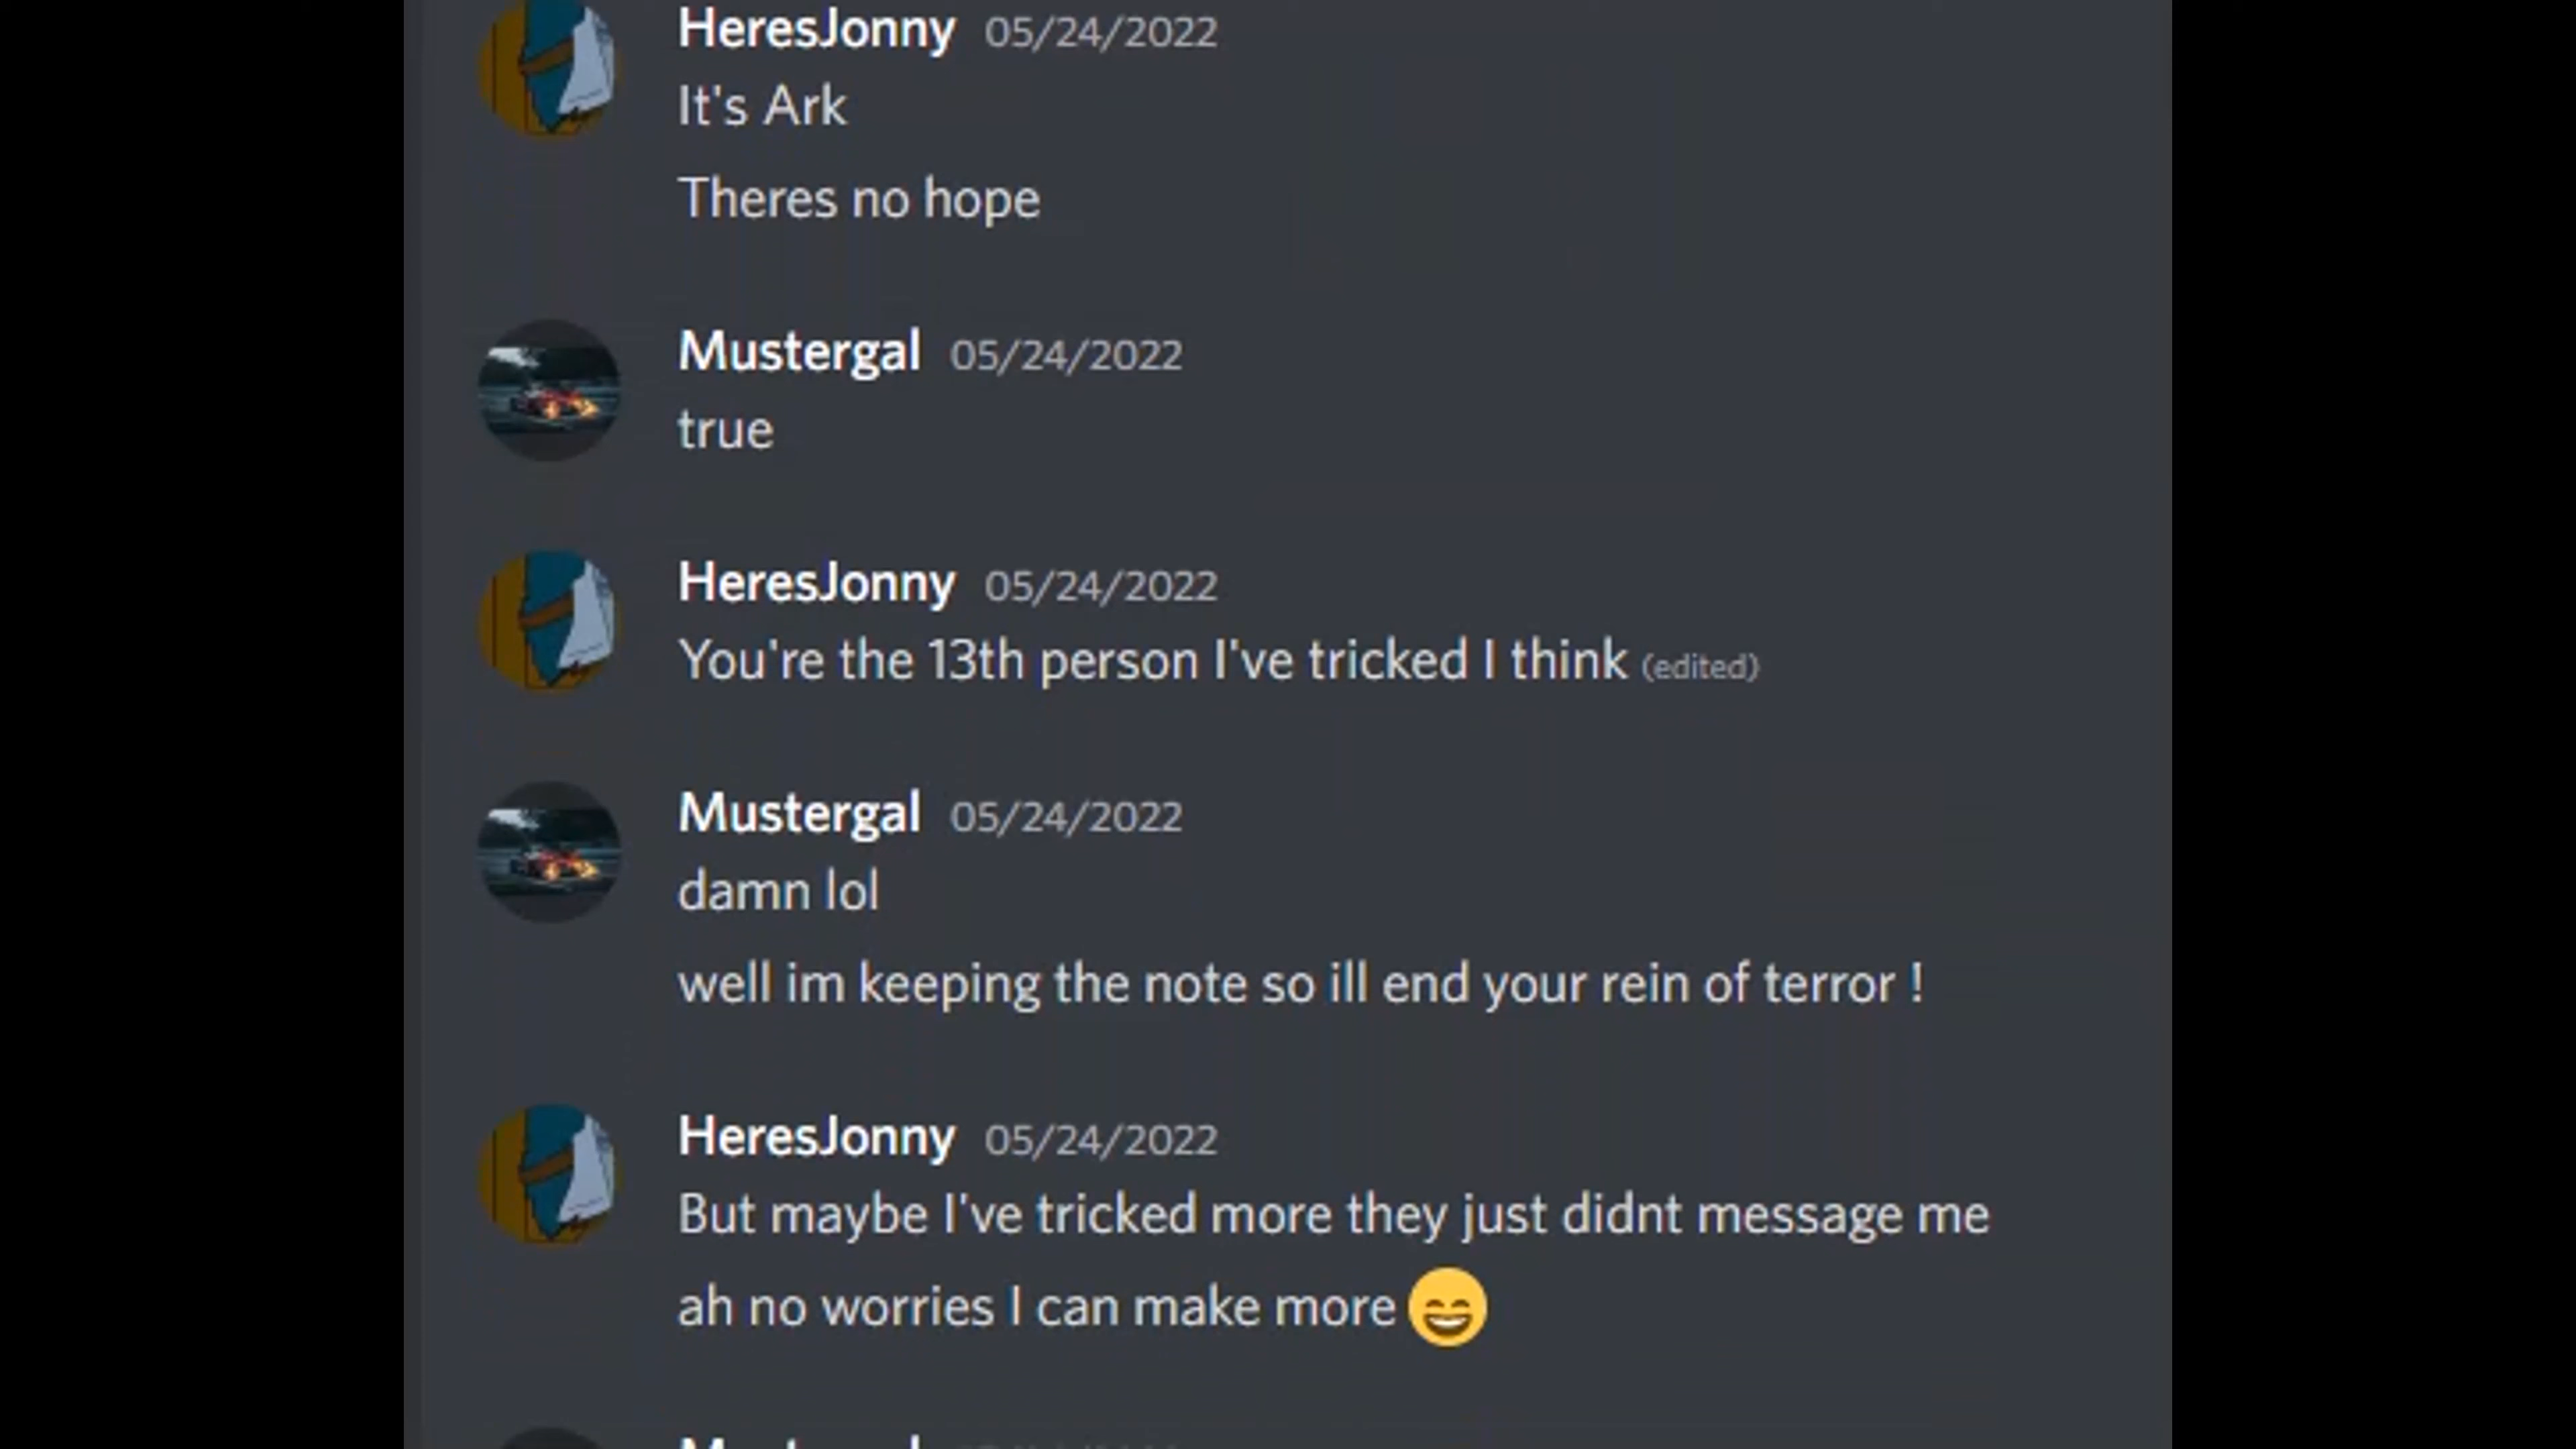 HeresJonny 05/24/2022
It's Ark
Theres no hope
Mustergal 05/24/2022
true
HeresJonny 05/24/2022
You're the 13th person I've tricked I think (edited)
Mustergal 05/24/2022
damn lol
well im keeping the note so ill end your rein of terror !
HeresJonny 05/24/2022
But maybe I've tricked more they just didnt message me
ah no worries I can make more